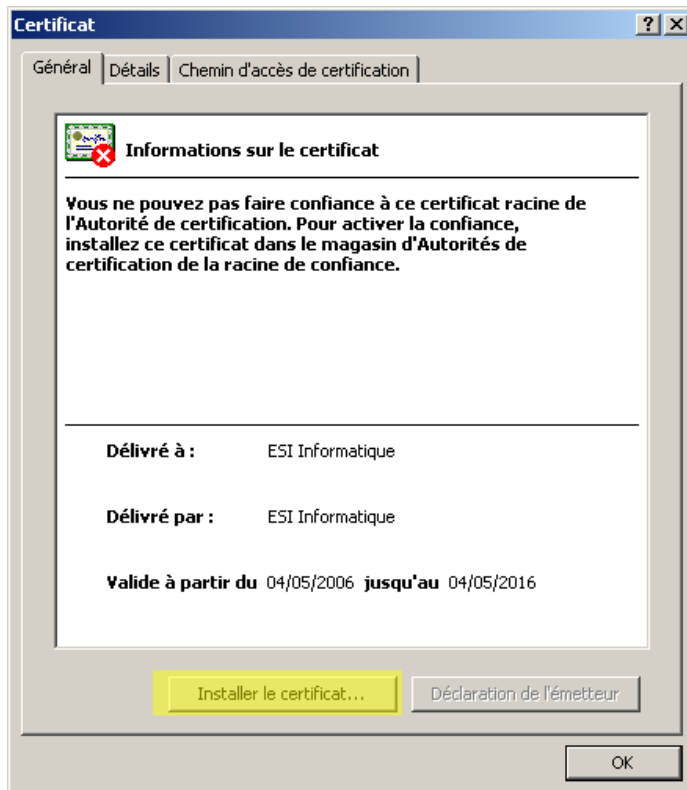 Certificat
Général
Détails
Chemin d'accès de certification
Informations sur le certificat
Vous ne pouvez pas faire confiance à ce certificat racine de
l'Autorité de certification. Pour activer la confiance,
installez ce certificat dans le magasin d'Autorités de
certification de la racine de confiance.
Délivré à : ESI Informatique
Délivré par : ESI Informatique
Valide à partir du 04/05/2006 jusqu'au 04/05/2016
Installer le certificat...
Déclaration de l'émetteur
OK